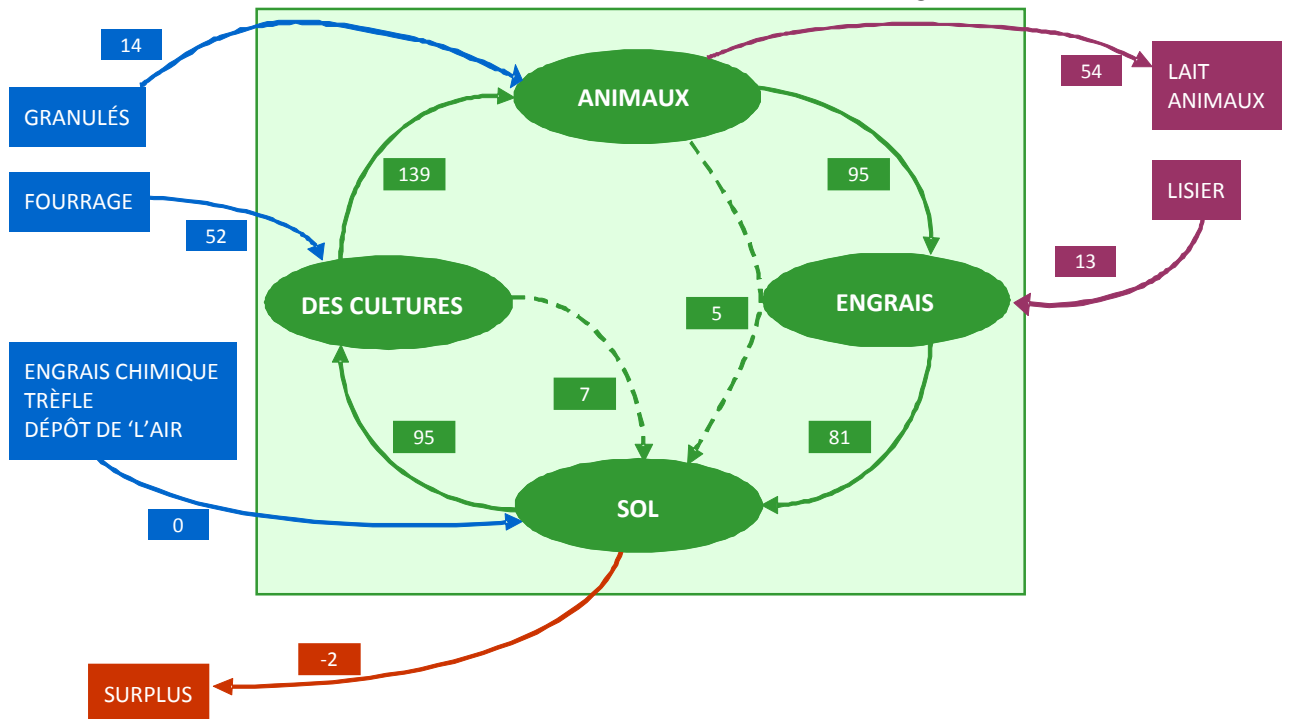 14
54
LAIT
ANIMAUX
ANIMAUX
GRANULÉS
139
95
FOURRAGE
LISIER
52
13
DES CULTURES
ENGRAIS
5
ENGRAIS CHIMIQUE
TRÈFLE
DÉPÔT DE ‘L’AIR
7
95
81
SOL
0
-2
SURPLUS